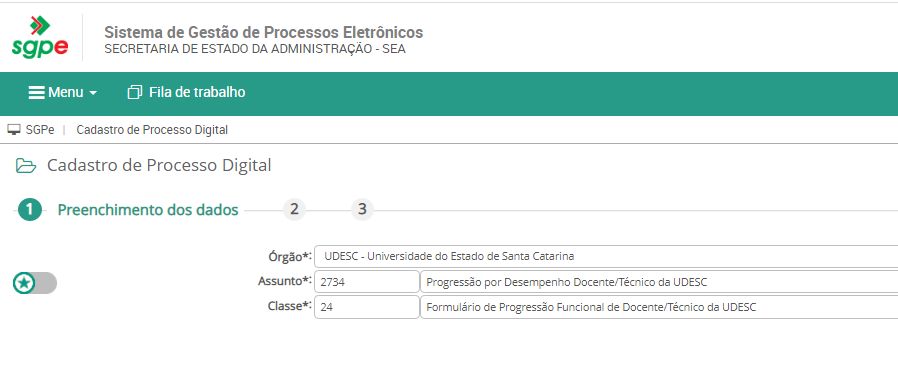 sgpe
Sistema de Gestão de Processos Eletrônicos
SECRETARIA DE ESTADO DA ADMINISTRAÇÃO - SEA
Menu
Fila de trabalho
SGPe | Cadastro de Processo Digital
Cadastro de Processo Digital
1 Preenchimento dos dados 2 3
Órgão*: UDESC - Universidade do Estado de Santa Catarina
Assunto*: 2734 Progressão por Desempenho Docente/Técnico da UDESC
Classe*: 24 Formulário de Progressão Funcional de Docente/Técnico da UDESC